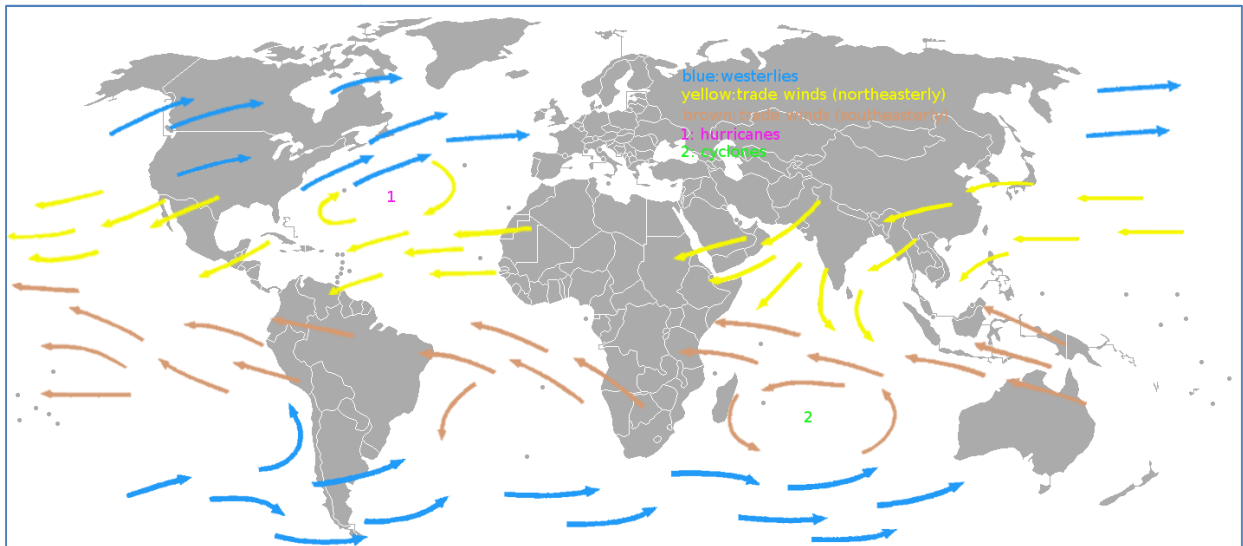 blue:westerlies
yellow:trade winds (northeasterly)
brown: trade winds (southeasterly)
1: hurricanes
2: cyclones
1
2